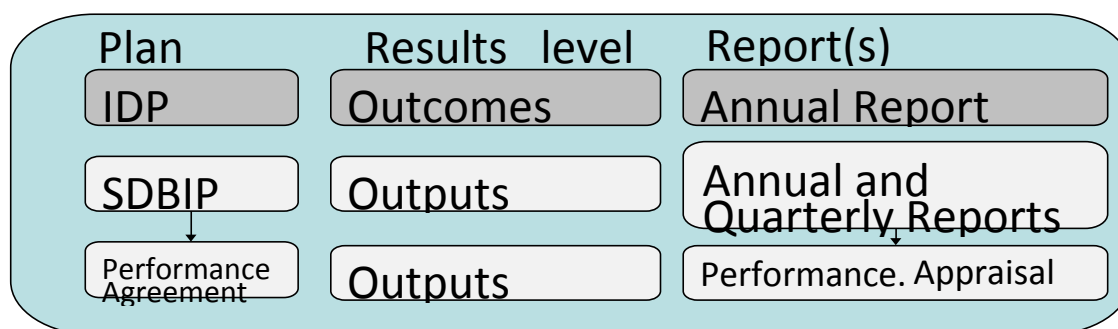 Plan Results level Report(s)
IDP Outcomes Annual Report
SDBIP Outputs Annual and
Quarterly Reports
Performance
Agreement Outputs Performance. Appraisal